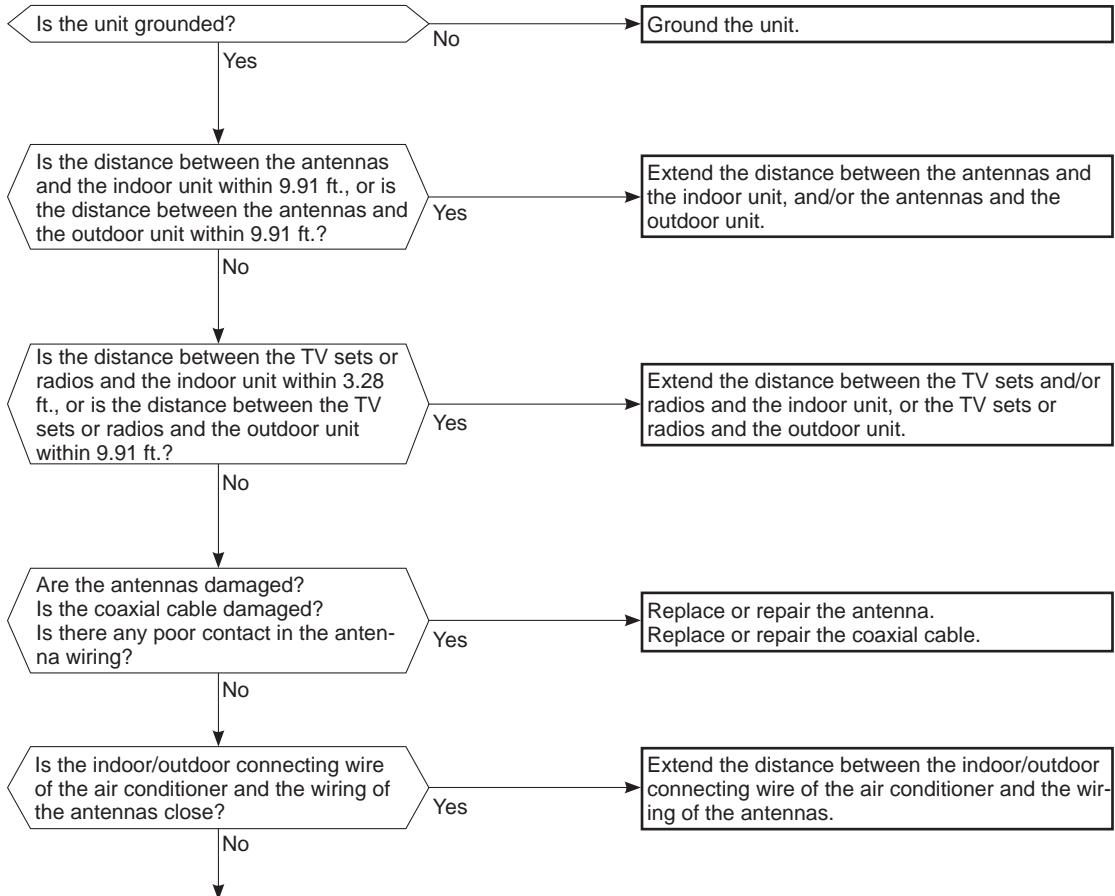 Is the unit grounded?
No
Ground the unit.
Yes
Is the distance between the antennas
and the indoor unit within 9.91 ft., or is
the distance between the antennas and
the outdoor unit within 9.91 ft.?
Yes
Extend the distance between the antennas and
the indoor unit, and/or the antennas and the
outdoor unit.
No
Is the distance between the TV sets or
radios and the indoor unit within 3.28
ft., or is the distance between the TV
sets or radios and the outdoor unit
within 9.91 ft.?
Yes
Extend the distance between the TV sets and/or
radios and the indoor unit, or the TV sets or
radios and the outdoor unit.
No
Are the antennas damaged?
Is the coaxial cable damaged?
Is there any poor contact in the anten-
na wiring?
Yes
Replace or repair the antenna.
Replace or repair the coaxial cable.
No
Is the indoor/outdoor connecting wire
of the air conditioner and the wiring of
the antennas close?
Yes
Extend the distance between the indoor/outdoor
connecting wire of the air conditioner and the wir-
ing of the antennas.
No